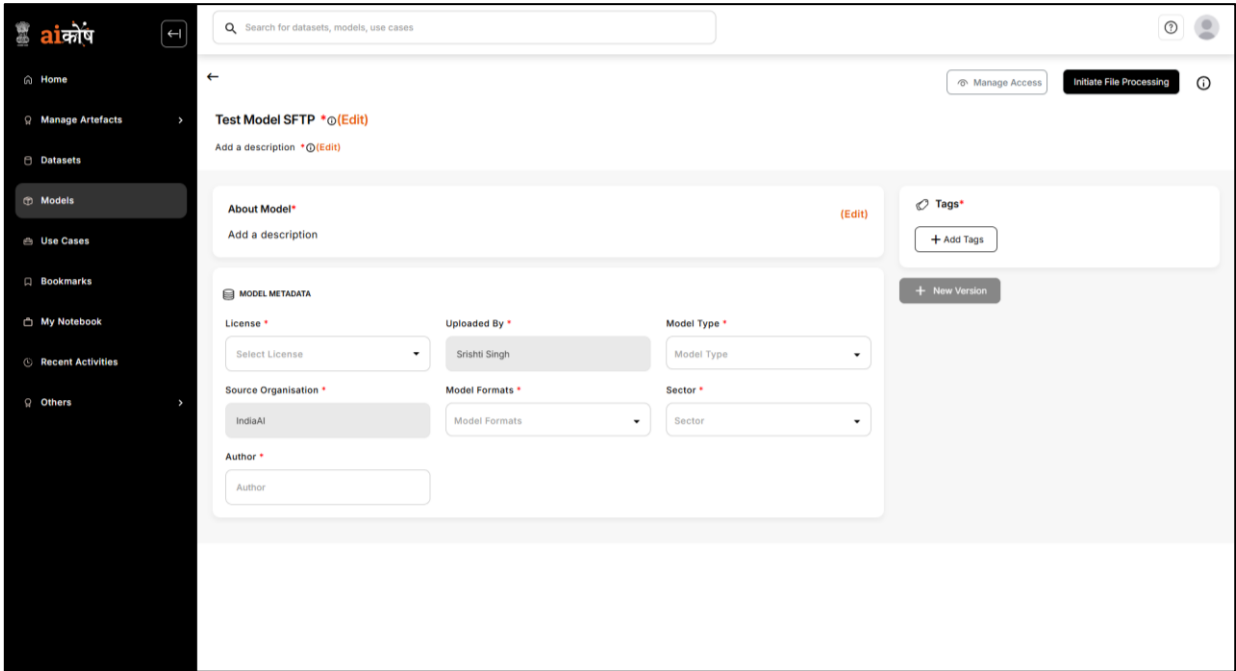 aiकोष
Search for datasets, models, use cases
Home
Manage Artefacts
Datasets
Models
Use Cases
Bookmarks
My Notebook
Recent Activities
Others
Manage Access
Initiate File Processing
Test Model SFTP *(Edit)
Add a description *(Edit)
About Model*
(Edit)
Add a description
Tags*
+ Add Tags
+ New Version
MODEL METADATA
License * Uploaded By * Model Type *
Select License Srishti Singh Model Type
Source Organisation * Model Formats * Sector *
IndiaAI Model Formats Sector
Author *
Author